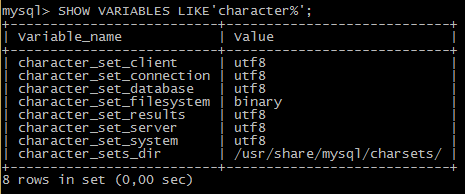 mysql> SHOW VARIABLES LIKE'character%';
+--------------------------+----------------------------+
| Variable_name            | Value                      |
+--------------------------+----------------------------+
| character_set_client     | utf8                       |
| character_set_connection | utf8                       |
| character_set_database   | utf8                       |
| character_set_filesystem | binary                     |
| character_set_results    | utf8                       |
| character_set_server     | utf8                       |
| character_set_system     | utf8                       |
| character_sets_dir       | /usr/share/mysql/charsets/ |
+--------------------------+----------------------------+
8 rows in set (0,00 sec)